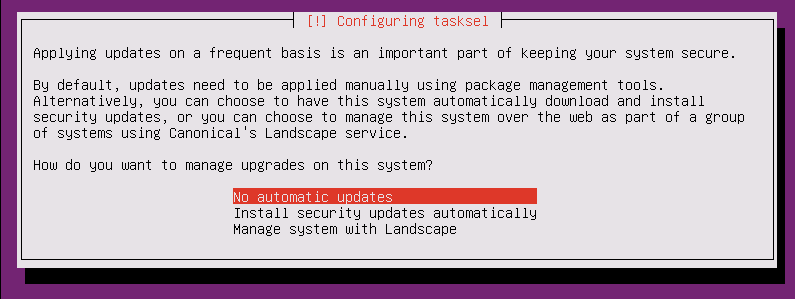 [!] Configuring tasksel
Applying updates on a frequent basis is an important part of keeping your system secure.
By default, updates need to be applied manually using package management tools.
Alternatively, you can choose to have this system automatically download and install
security updates, or you can choose to manage this system over the web as part of a group
of systems using Canonical's Landscape service.
How do you want to manage upgrades on this system?
No automatic updates
Install security updates automatically
Manage system with Landscape